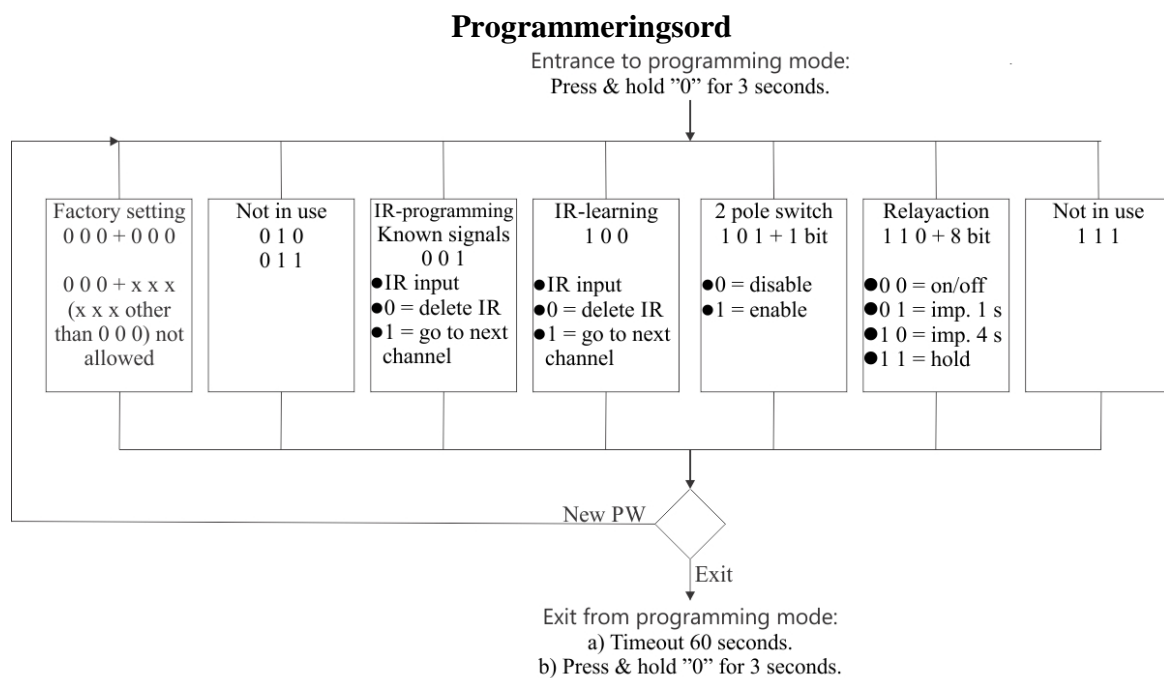 Programmeringsord
Entrance to programming mode:
Press & hold ”0” for 3 seconds.
Factory setting
0 0 0 + 0 0 0
0 0 0 + x x x
(x x x other
than 0 0 0) not
allowed
Not in use
0 1 0
0 1 1
IR-programming
Known signals
0 0 1
●IR input
●0 = delete IR
●1 = go to next
channel
IR-learning
1 0 0
●IR input
●0 = delete IR
●1 = go to next
channel
2 pole switch
1 0 1 + 1 bit
●0 = disable
●1 = enable
Relayaction
1 1 0 + 8 bit
●0 0 = on/off
●0 1 = imp. 1 s
●1 0 = imp. 4 s
●1 1 = hold
Not in use
1 1 1
New PW
Exit
Exit from programming mode:
a) Timeout 60 seconds.
b) Press & hold ”0” for 3 seconds.